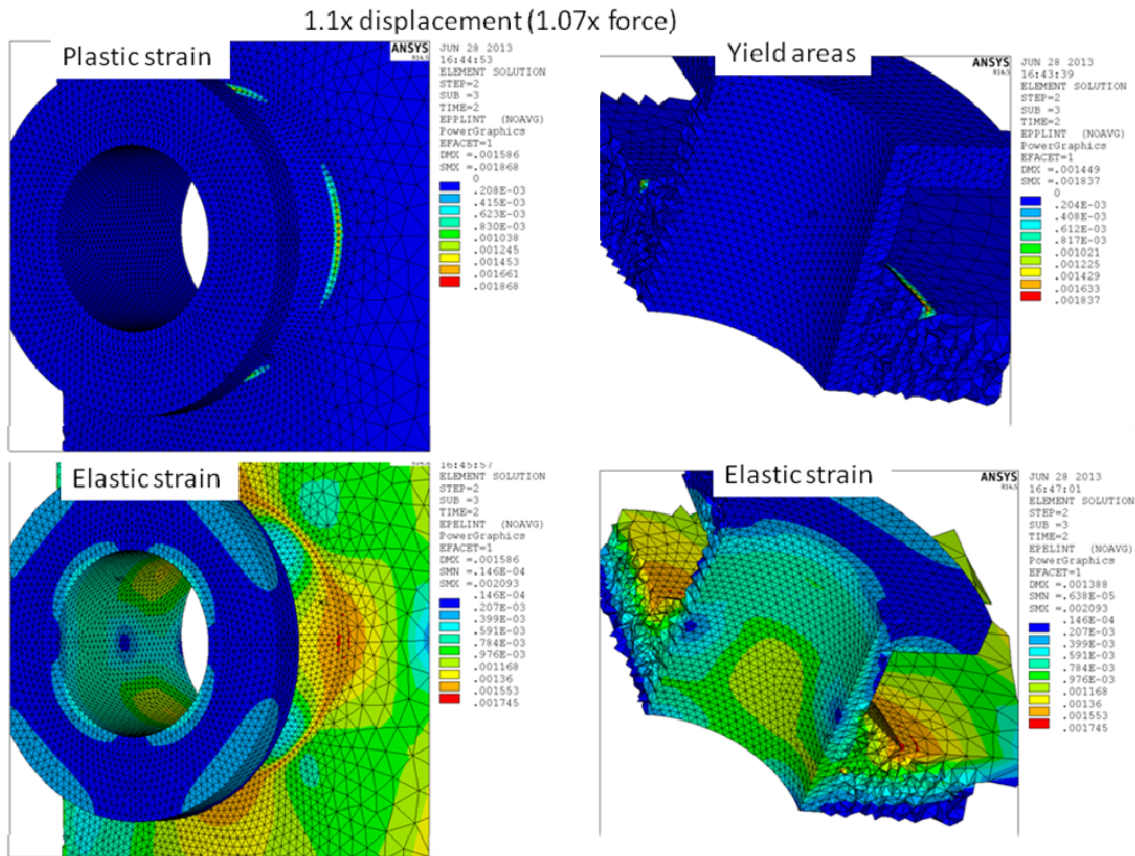 1.1x displacement (1.07x force)
Plastic strain
ANSYS
R14.5
JUN 28 2013
16:44:53
ELEMENT SOLUTION
STEP=2
SUB =3
TIME=2
EPPLINT (NOAVG)
PowerGraphics
EFACET=1
DMX =.001586
SMX =.001868
0
.208E-03
.415E-03
.623E-03
.830E-03
.001038
.001245
.001453
.001661
.001868
Yield areas
ANSYS
R14.5
JUN 28 2013
16:43:39
ELEMENT SOLUTION
STEP=2
SUB =3
TIME=2
EPPLINT (NOAVG)
PowerGraphics
EFACET=1
DMX =.001449
SMX =.001837
0
.204E-03
.408E-03
.612E-03
.817E-03
.001021
.001225
.001429
.001633
.001837
Elastic strain
16:45:57
ELEMENT SOLUTION
STEP=2
SUB =3
TIME=2
EPELINT (NOAVG)
PowerGraphics
EFACET=1
DMX =.001586
SMN =.146E-04
SMX =.002093
.146E-04
.207E-03
.399E-03
.591E-03
.784E-03
.976E-03
.001168
.00136
.001553
.001745
Elastic strain
ANSYS
R14.5
JUN 28 2013
16:47:01
ELEMENT SOLUTION
STEP=2
SUB =3
TIME=2
EPELINT (NOAVG)
PowerGraphics
EFACET=1
DMX =.001388
SMN =.638E-05
SMX =.002093
.146E-04
.207E-03
.399E-03
.591E-03
.784E-03
.976E-03
.001168
.00136
.001553
.001745